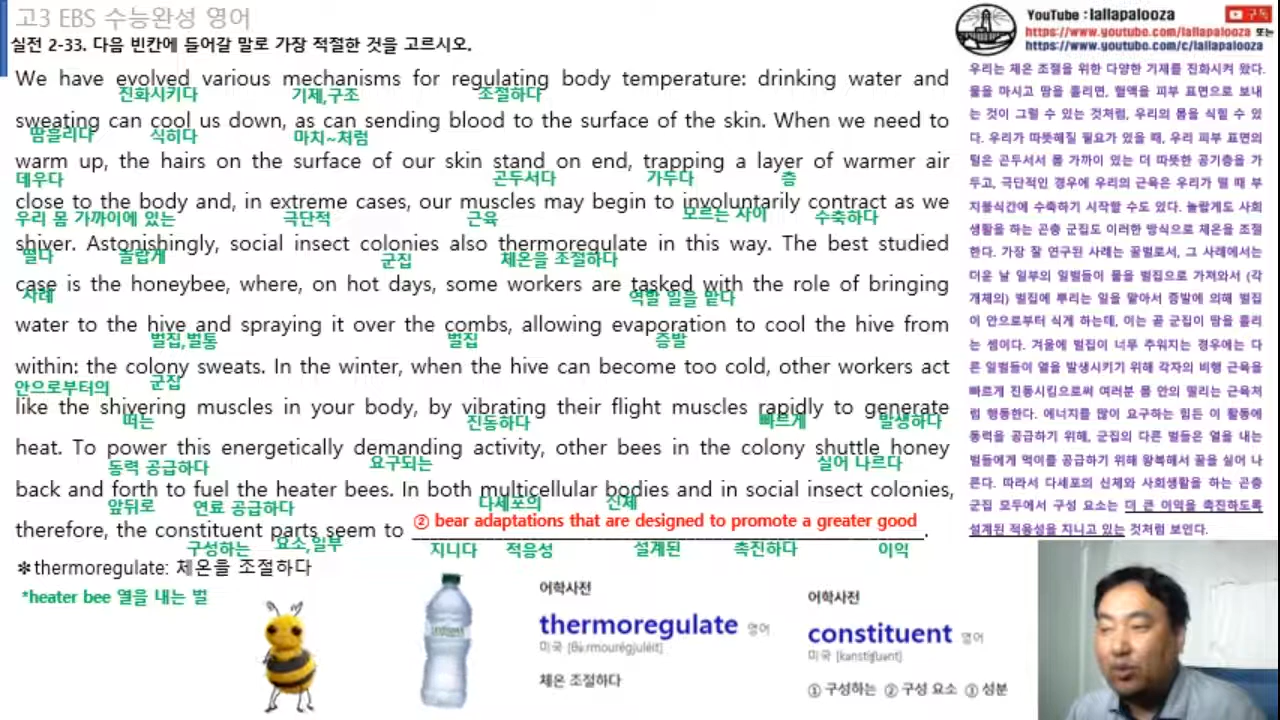 고3 EBS 수능완성 영어
실전 2-33. 다음 빈칸에 들어갈 말로 가장 적절한 것을 고르시오.
We have evolved various mechanisms for regulating body temperature: drinking water and
진화시키다 기제,구조 조절하다
sweating can cool us down, as can sending blood to the surface of the skin. When we need to
땀흘리다 식히다 마치~처럼
warm up, the hairs on the surface of our skin stand on end, trapping a layer of warmer air
데우다 곤두서다 가두다 층
close to the body and, in extreme cases, our muscles may begin to involuntarily contract as we
우리 몸 가까이에 있는 극단적 근육 모르는 사이 수축하다
shiver. Astonishingly, social insect colonies also thermoregulate in this way. The best studied
떨다 놀랍게 군집 체온을 조절하다
case is the honeybee, where, on hot days, some workers are tasked with the role of bringing
사례 역할 일을 맡다
water to the hive and spraying it over the combs, allowing evaporation to cool the hive from
벌집,벌통 벌집 증발
within: the colony sweats. In the winter, when the hive can become too cold, other workers act
안으로부터의 군집
like the shivering muscles in your body, by vibrating their flight muscles rapidly to generate
떠는 진동하다 빠르게 발생하다
heat. To power this energetically demanding activity, other bees in the colony shuttle honey
동력 공급하다 요구되는 실어 나르다
back and forth to fuel the heater bees. In both multicellular bodies and in social insect colonies,
앞뒤로 연료 공급하다 다세포의 신체
therefore, the constituent parts seem to ② bear adaptations that are designed to promote a greater good.
구성하는 요소,일부 지니다 적응성 설계된 촉진하다 이익
＊thermoregulate: 체온을 조절하다
*heater bee 열을 내는 벌
어학사전
thermoregulate 영어
미국
체온 조절하다
어학사전
constituent 영어
미국
① 구성하는 ② 구성 요소 ③ 성분
YouTube : lallapalooza
구독
https://www.youtube.com/lallapalooza 또는
https://www.youtube.com/c/lallapalooza
우리는 체온 조절을 위한 다양한 기제를 진화시켜 왔다.
물을 마시고 땀을 흘리면, 혈액을 피부 표면으로 보내
는 것이 그럴 수 있는 것처럼, 우리의 몸을 식힐 수 있
다. 우리가 따뜻해질 필요가 있을 때, 우리 피부 표면의
털은 곤두서서 몸 가까이 있는 더 따뜻한 공기층을 가
두고, 극단적인 경우에 우리의 근육은 우리가 떨 때 부
지불식간에 수축하기 시작할 수도 있다. 놀랍게도 사회
생활을 하는 곤충 군집도 이러한 방식으로 체온을 조절
한다. 가장 잘 연구된 사례는 꿀벌로서, 그 사례에서는
더운 날 일부의 일벌들이 물을 벌집으로 가져와서 (각
개체의) 벌집에 뿌리는 일을 맡아서 증발에 의해 벌집
이 안으로부터 식게 하는데, 이는 곧 군집이 땀을 흘리
는 셈이다. 겨울에 벌집이 너무 추워지는 경우에는 다
른 일벌들이 열을 발생시키기 위해 각자의 비행 근육을
빠르게 진동시킴으로써 여러분 몸 안의 떨리는 근육처
럼 행동한다. 에너지를 많이 요구하는 힘든 이 활동에
동력을 공급하기 위해, 군집의 다른 벌들은 열을 내는
벌들에게 먹이를 공급하기 위해 왕복해서 꿀을 실어 나
른다. 따라서 다세포의 신체와 사회생활을 하는 곤충
군집 모두에서 구성 요소는 더 큰 이익을 촉진하도록
설계된 적응성을 지니고 있는 것처럼 보인다.